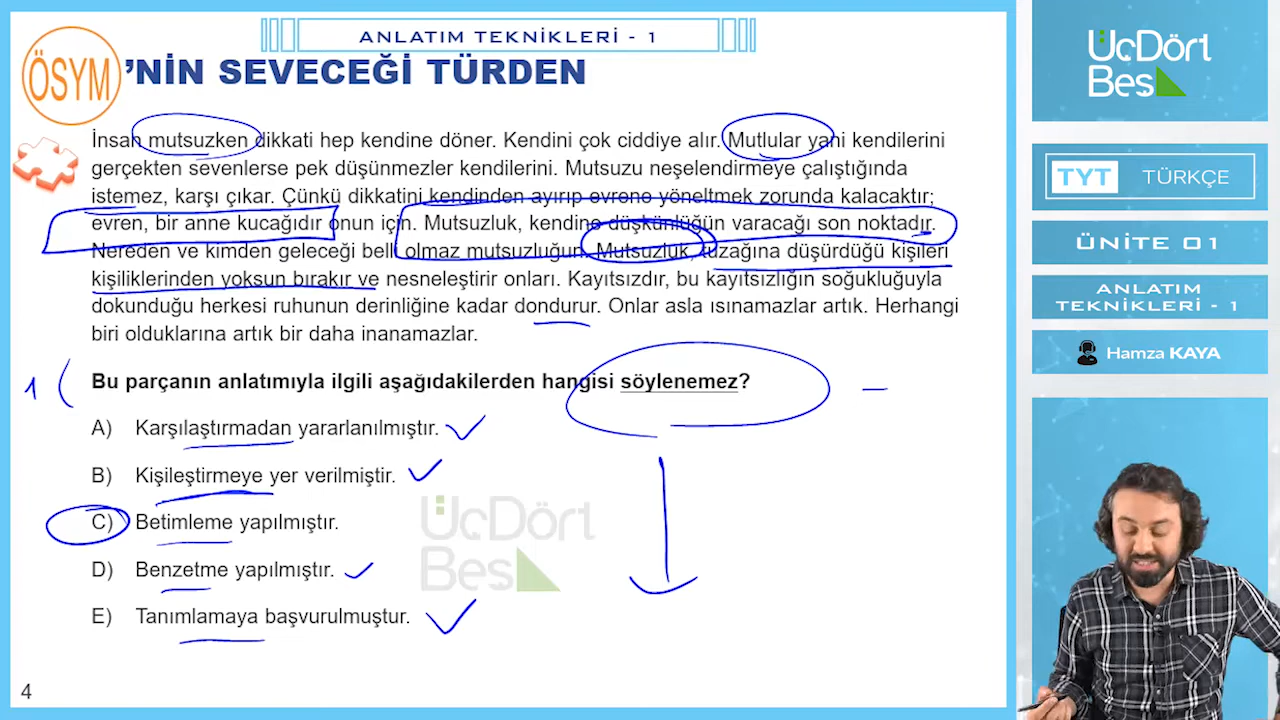 ANLATIM TEKNİKLERİ - 1
ÖSYM 'NİN SEVECEĞİ TÜRDEN
İnsan mutsuzken dikkati hep kendine döner. Kendini çok ciddiye alır. Mutlular yani kendilerini
gerçekten sevenlerse pek düşünmezler kendilerini. Mutsuzu neşelendirmeye çalıştığında
istemez, karşı çıkar. Çünkü dikkatini kendinden ayırıp evrene yöneltmek zorunda kalacaktır;
evren, bir anne kucağıdır onun için. Mutsuzluk, kendine düşkünlüğün varacağı son noktadır.
Nereden ve kimden geleceği belli olmaz mutsuzluğun. Mutsuzluk, tuzağına düşürdüğü kişileri
kişiliklerinden yoksun bırakır ve nesneleştirir onları. Kayıtsızdır, bu kayıtsızlığın soğukluğuyla
dokunduğu herkesi ruhunun derinliğine kadar dondurur. Onlar asla ısınamazlar artık. Herhangi
biri olduklarına artık bir daha inanamazlar.
1 Bu parçanın anlatımıyla ilgili aşağıdakilerden hangisi söylenemez?
A) Karşılaştırmadan yararlanılmıştır.
B) Kişileştirmeye yer verilmiştir.
C) Betimleme yapılmıştır.
D) Benzetme yapılmıştır.
E) Tanımlamaya başvurulmuştur.
ÜçDört
Beş
4
ÜçDört
Beş
TYT TÜRKÇE
ÜNİTE 01
ANLATIM
TEKNİKLERİ - 1
Hamza KAYA